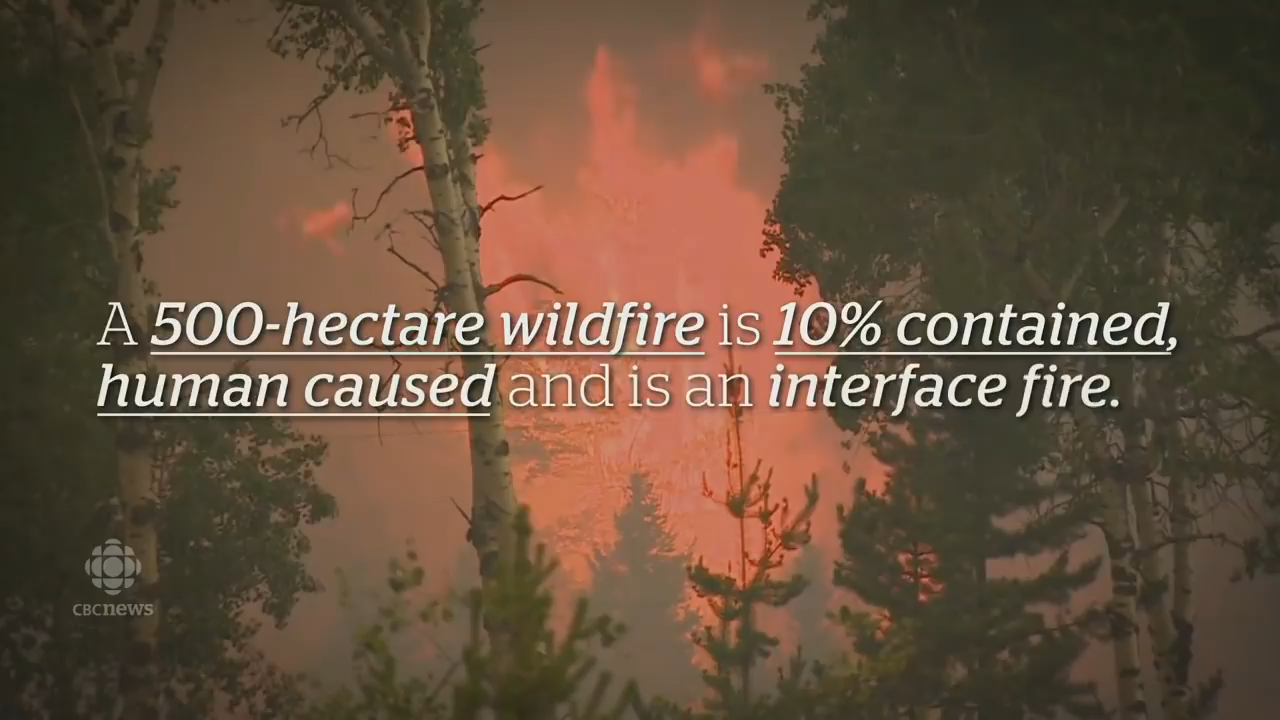 A 500-hectare wildfire is 10% contained,
human caused and is an interface fire.
CBCnews